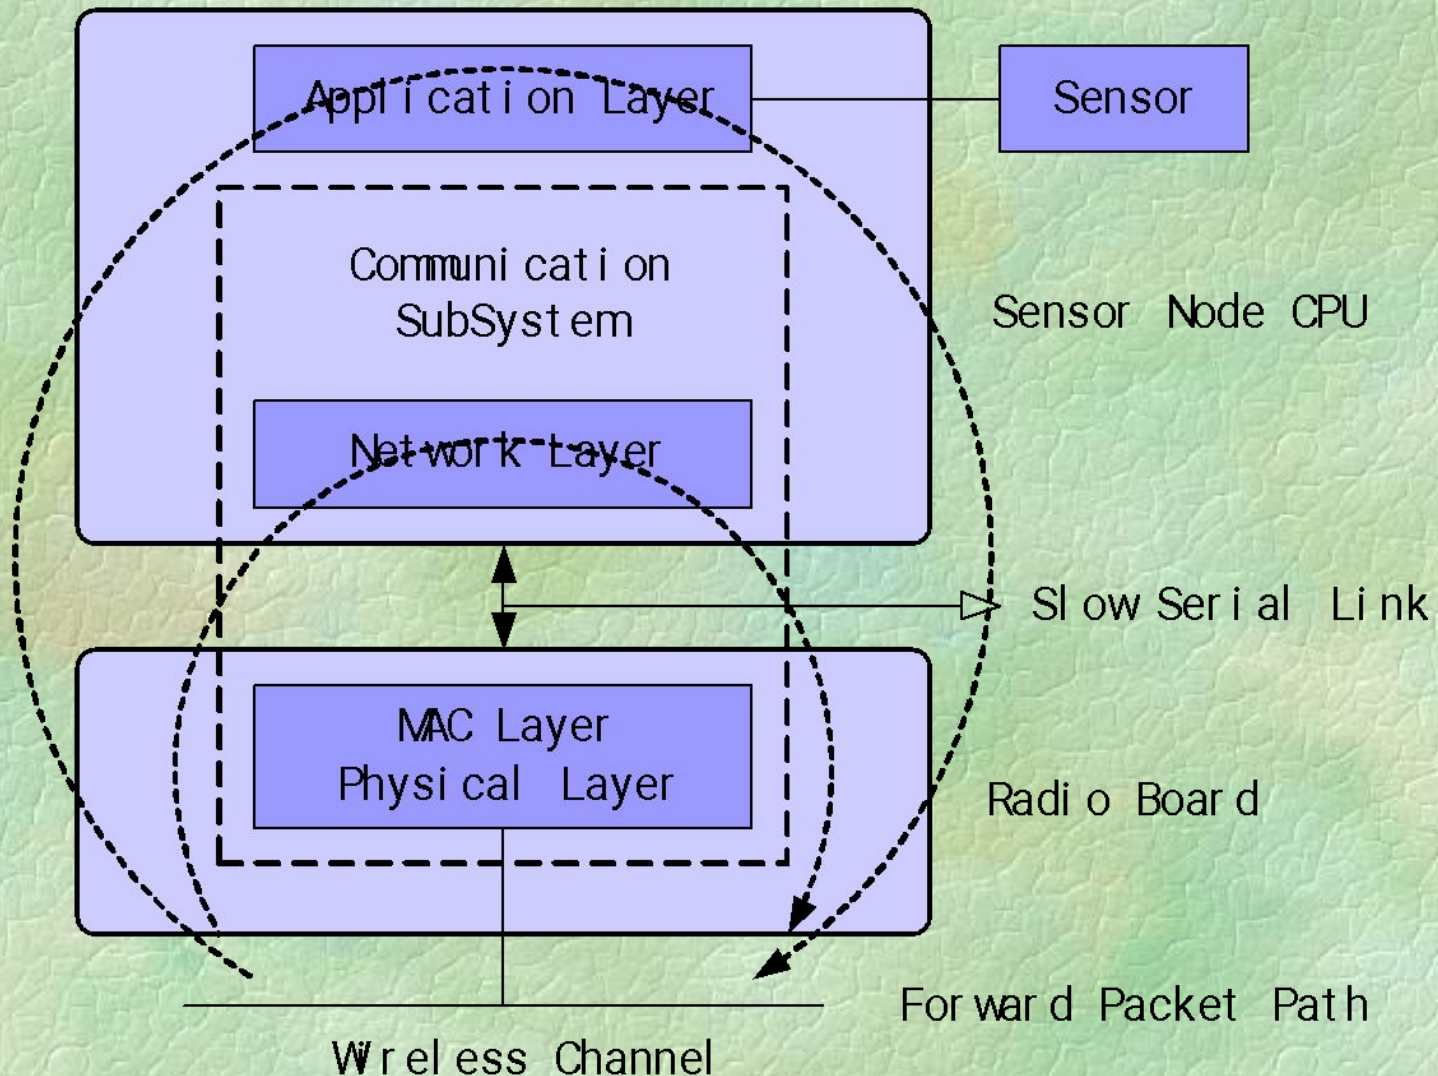 Application Layer
Sensor
Communication
SubSystem
Sensor Node CPU
Network Layer
Slow Serial Link
MAC Layer
Physical Layer
Radio Board
Forward Packet Path
Wireless Channel